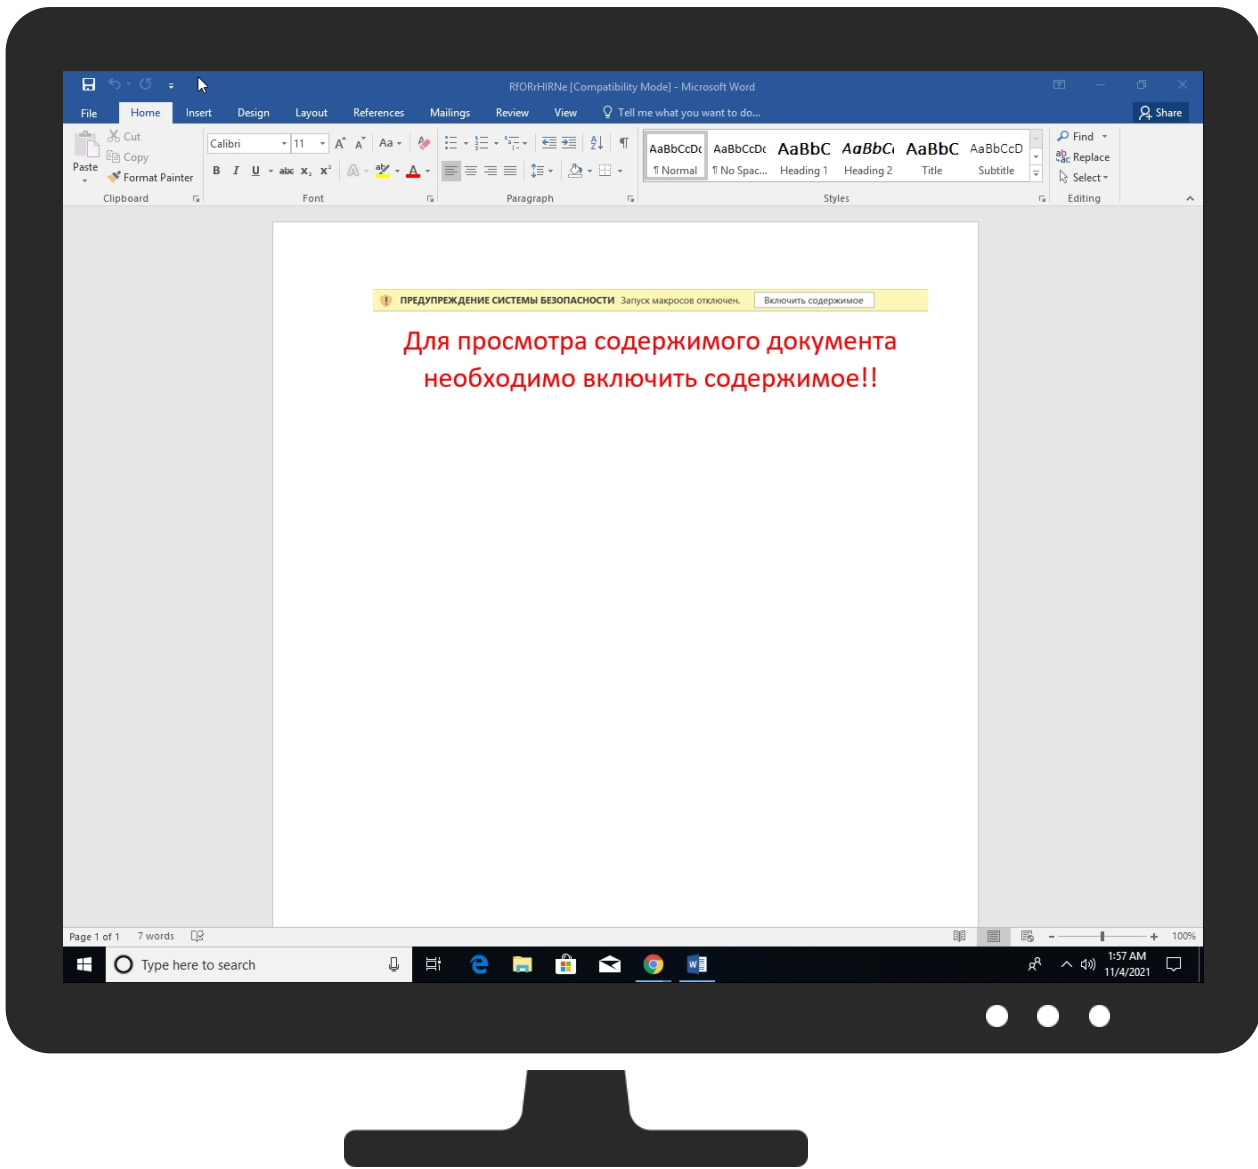 RfORrHIRNe [Compatibility Mode] - Microsoft Word
File Home Insert Design Layout References Mailings Review View Tell me what you want to do... Share
Paste
Cut
Copy
Format Painter
Clipboard
Calibri 11
Font
Paragraph
AaBbCcDc AaBbCcDc AaBbC AaBbCc AaBbC AaBbCcD
¶ Normal ¶ No Spac... Heading 1 Heading 2 Title Subtitle
Styles
Find
Replace
Select
Editing
ПРЕДУПРЕЖДЕНИЕ СИСТЕМЫ БЕЗОПАСНОСТИ Запуск макросов отключен. Включить содержимое
Для просмотра содержимого документа
необходимо включить содержимое!!
Page 1 of 1 7 words 100%
Type here to search
1:57 AM
11/4/2021